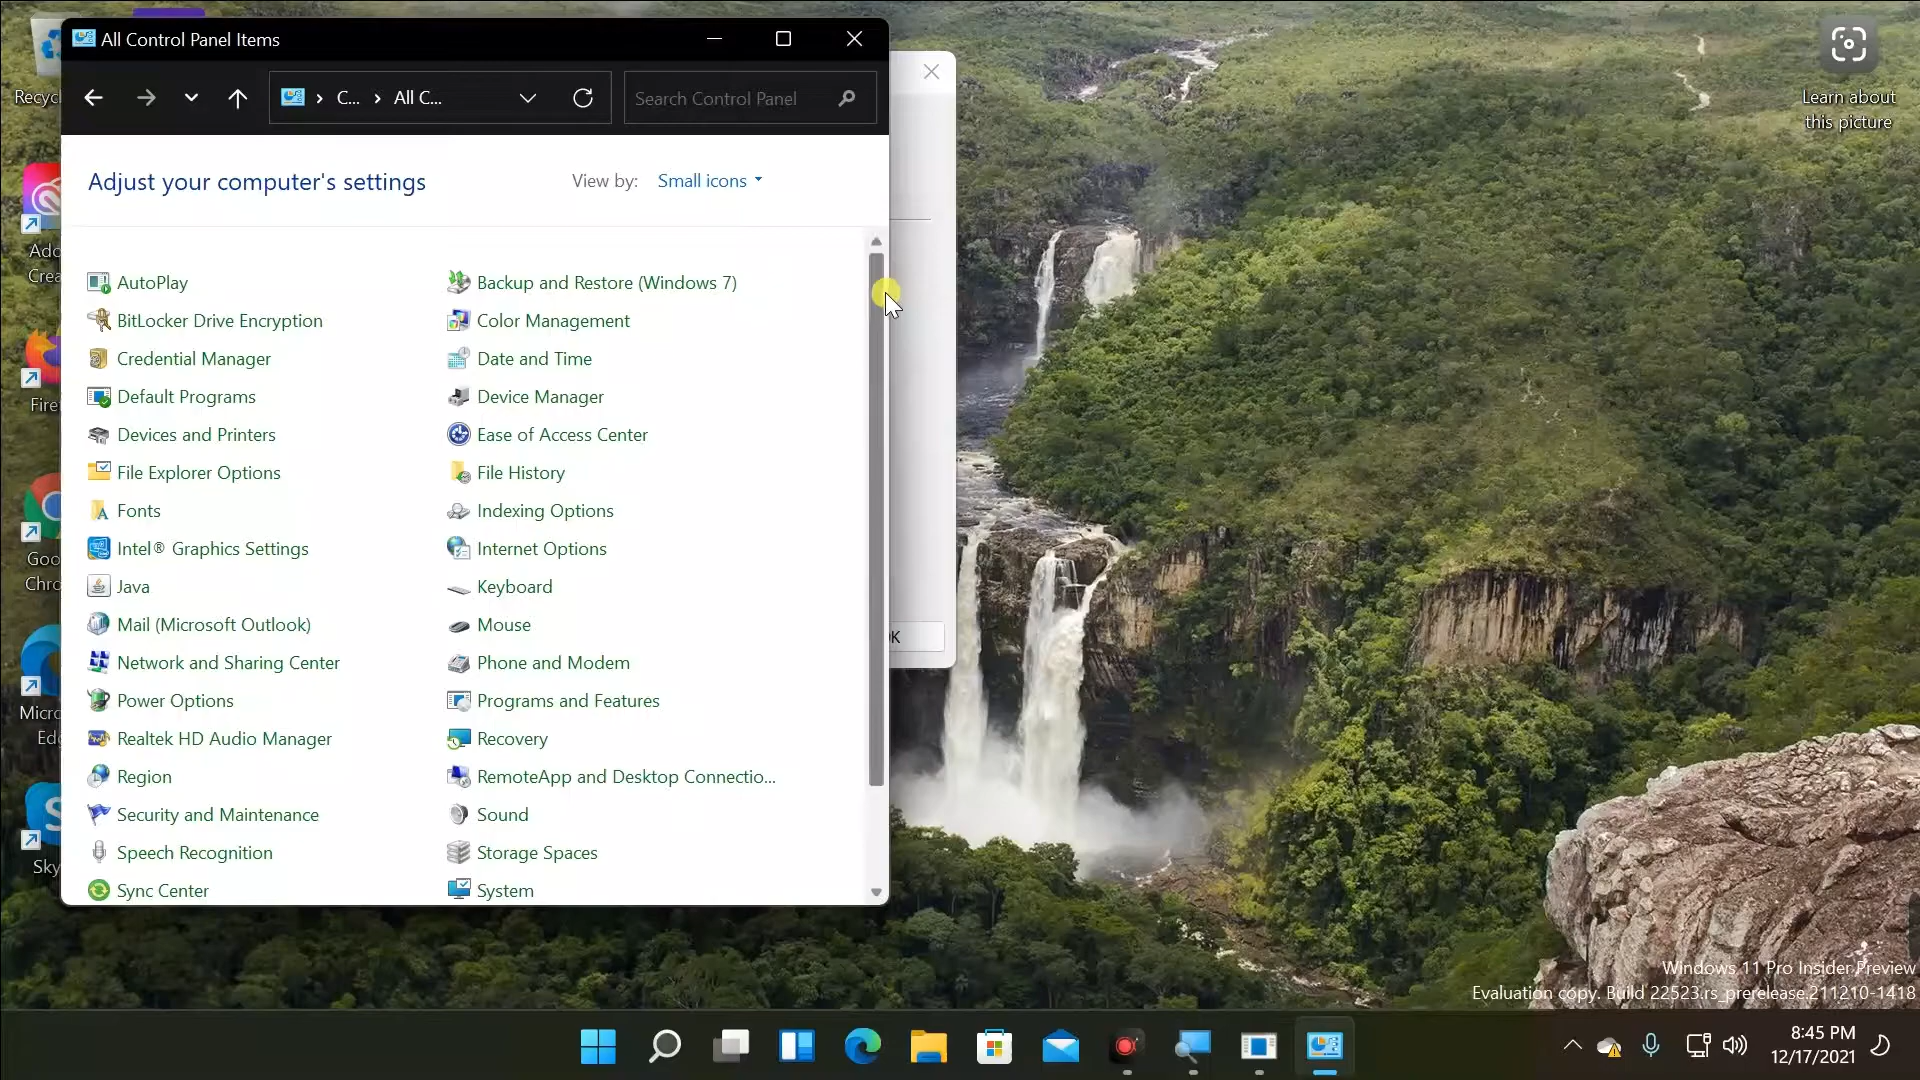 All Control Panel Items
C...
All C...
Search Control Panel
Adjust your computer's settings
View by:
Small icons
AutoPlay
Backup and Restore (Windows 7)
BitLocker Drive Encryption
Color Management
Credential Manager
Date and Time
Default Programs
Device Manager
Devices and Printers
Ease of Access Center
File Explorer Options
File History
Fonts
Indexing Options
Intel® Graphics Settings
Internet Options
Java
Keyboard
Mail (Microsoft Outlook)
Mouse
Network and Sharing Center
Phone and Modem
Power Options
Programs and Features
Realtek HD Audio Manager
Recovery
Region
RemoteApp and Desktop Connectio...
Security and Maintenance
Sound
Speech Recognition
Storage Spaces
Sync Center
System
Recycl
Ado
Crea
Firef
Goo
Chro
Micro
Edg
Sky
Learn about
this picture
Windows 11 Pro Insider Preview
Evaluation copy. Build 22523.rs_prerelease.211210-1418
8:45 PM
12/17/2021